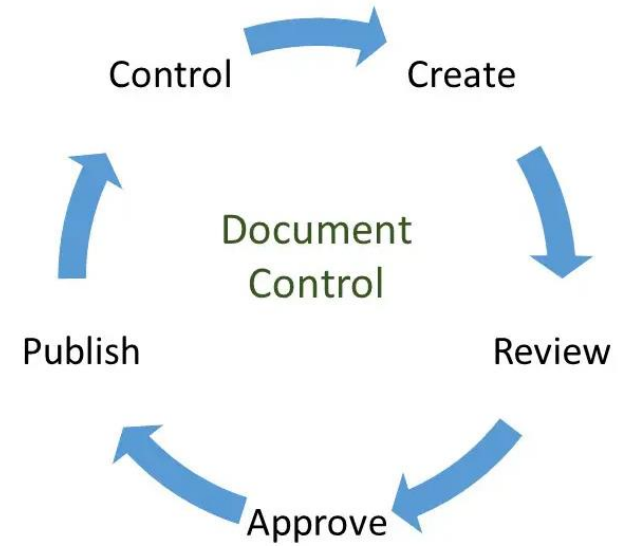 Control
Create
Document
Control
Publish
Review
Approve